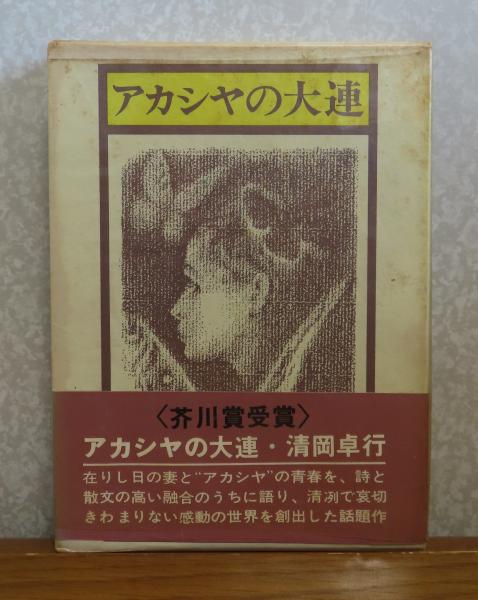 アカシヤの大連
〈芥川賞受賞〉
アカシヤの大連・清岡卓行
在りし日の妻と“アカシヤ”の青春を、詩と
散文の高い融合のうちに語り、清冽で哀切
きわまりない感動の世界を創出した話題作